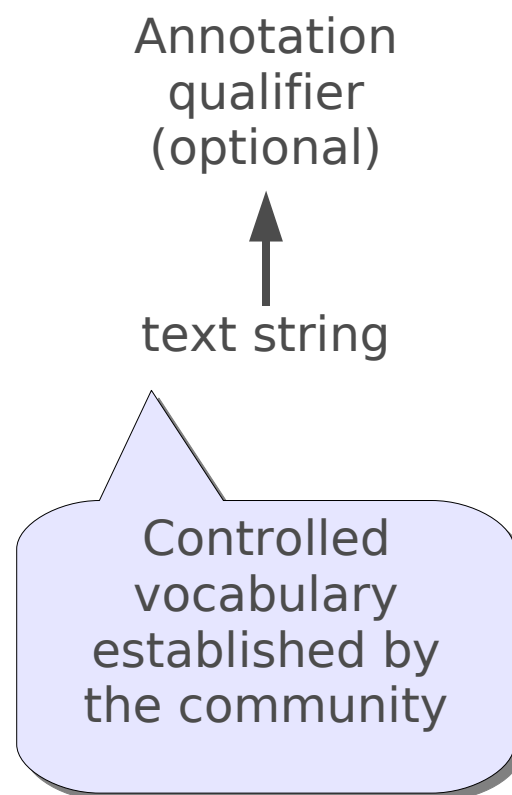 Annotation
qualifier
(optional)
text string
Controlled
vocabulary
established by
the community